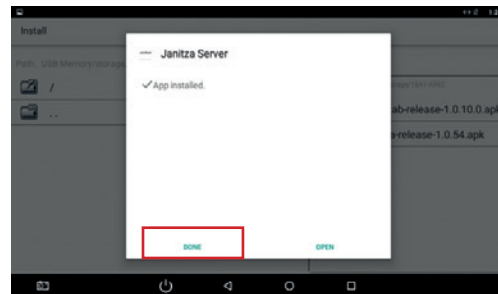 Install
Janitza Server
Path: USB Memory/storage
App installed.
/
ab-release-1.0.10.0.apk
. .
-release-1.0.54.apk
DONE
OPEN